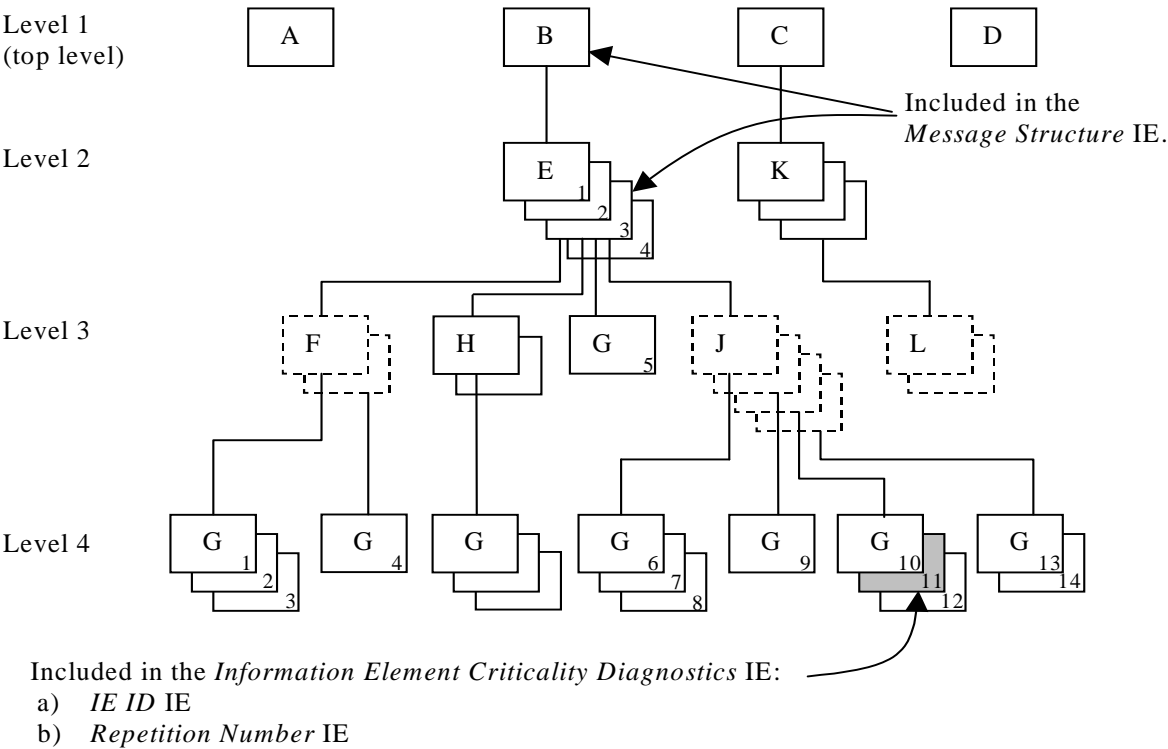 Level 1
(top level)
A
B
C
D
Included in the
Message Structure IE.
Level 2
E
1
2
3
4
K
Level 3
F
H
G
5
J
L
Level 4
G
1
2
3
G
4
G
G
6
7
8
G
9
G
10
11
12
G
13
14
Included in the Information Element Criticality Diagnostics IE:
a) IE ID IE
b) Repetition Number IE